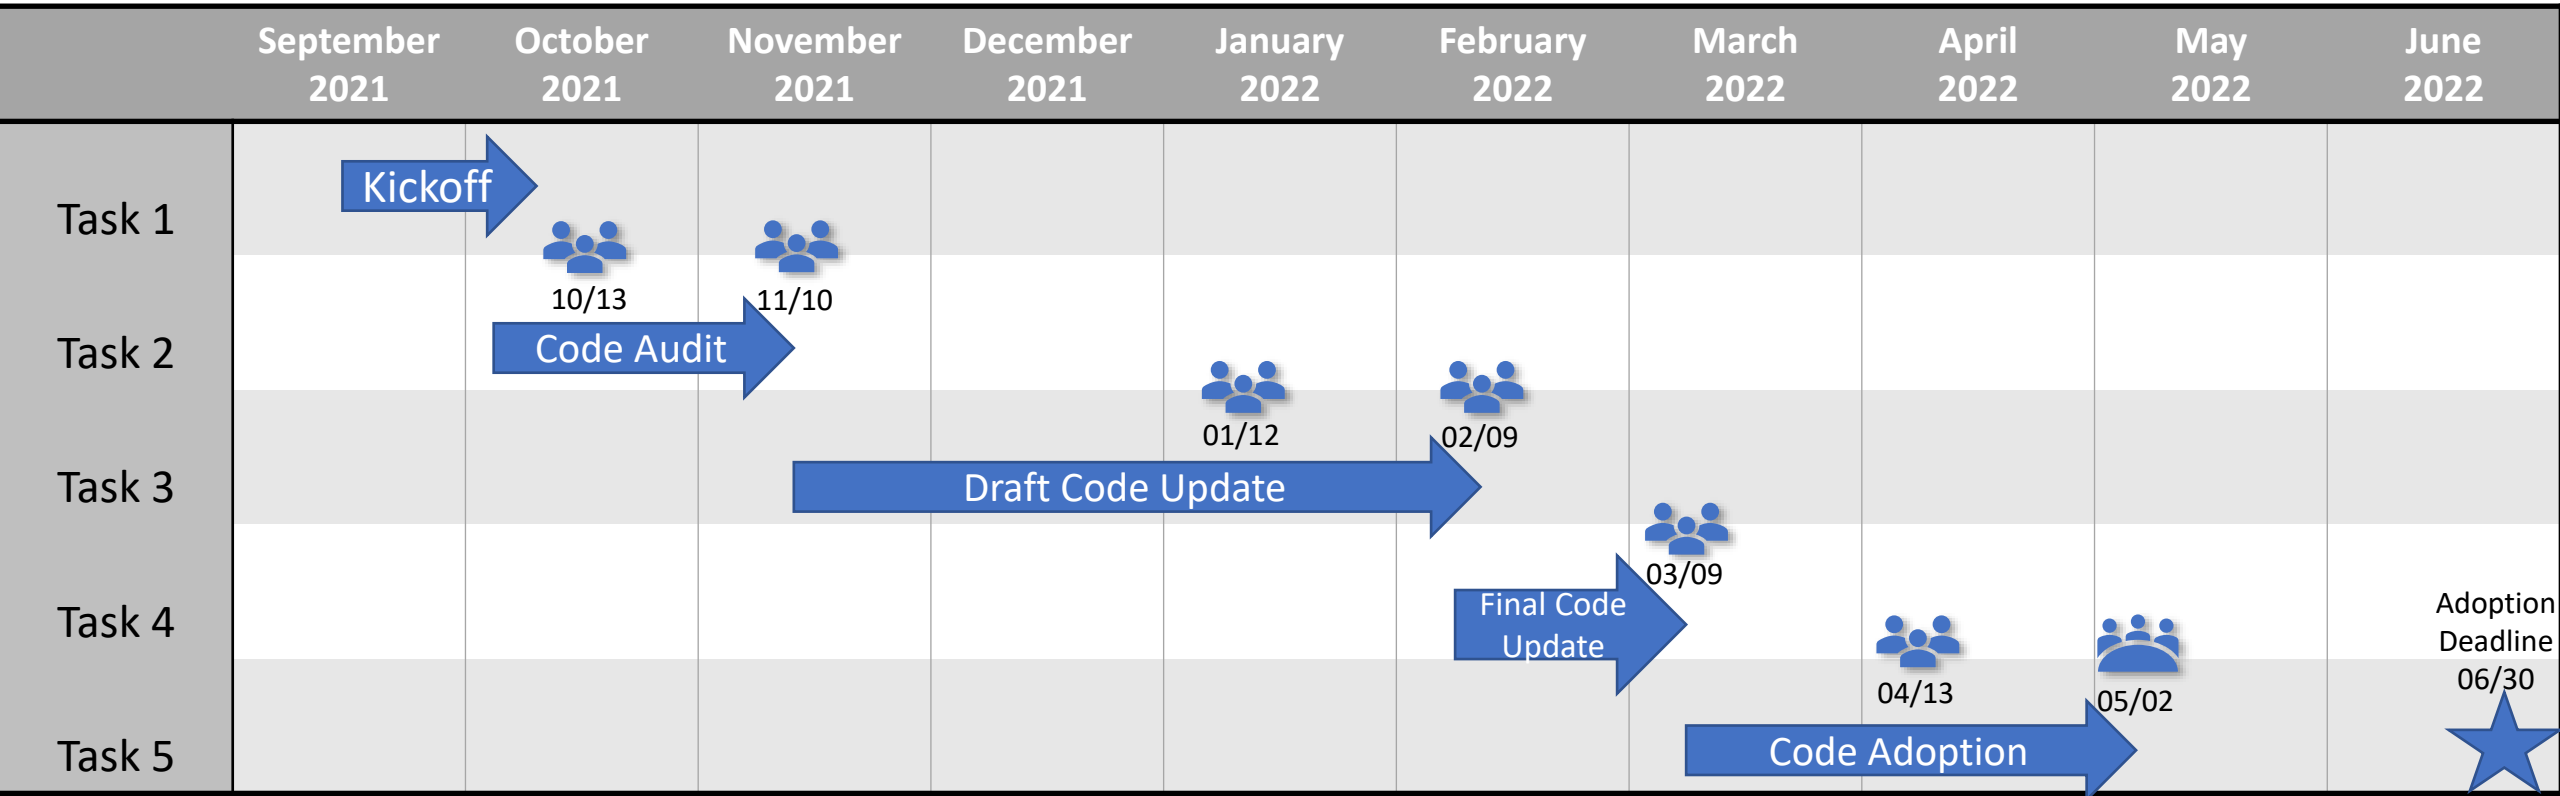 September October November December January February March April May June
2021 2021 2021 2021 2022 2022 2022 2022 2022 2022
Task 1
Kickoff
10/13
11/10
Task 2
Code Audit
01/12
02/09
Task 3
Draft Code Update
03/09
Task 4
Final Code
Update
04/13
05/02
Adoption
Deadline
06/30
Task 5
Code Adoption